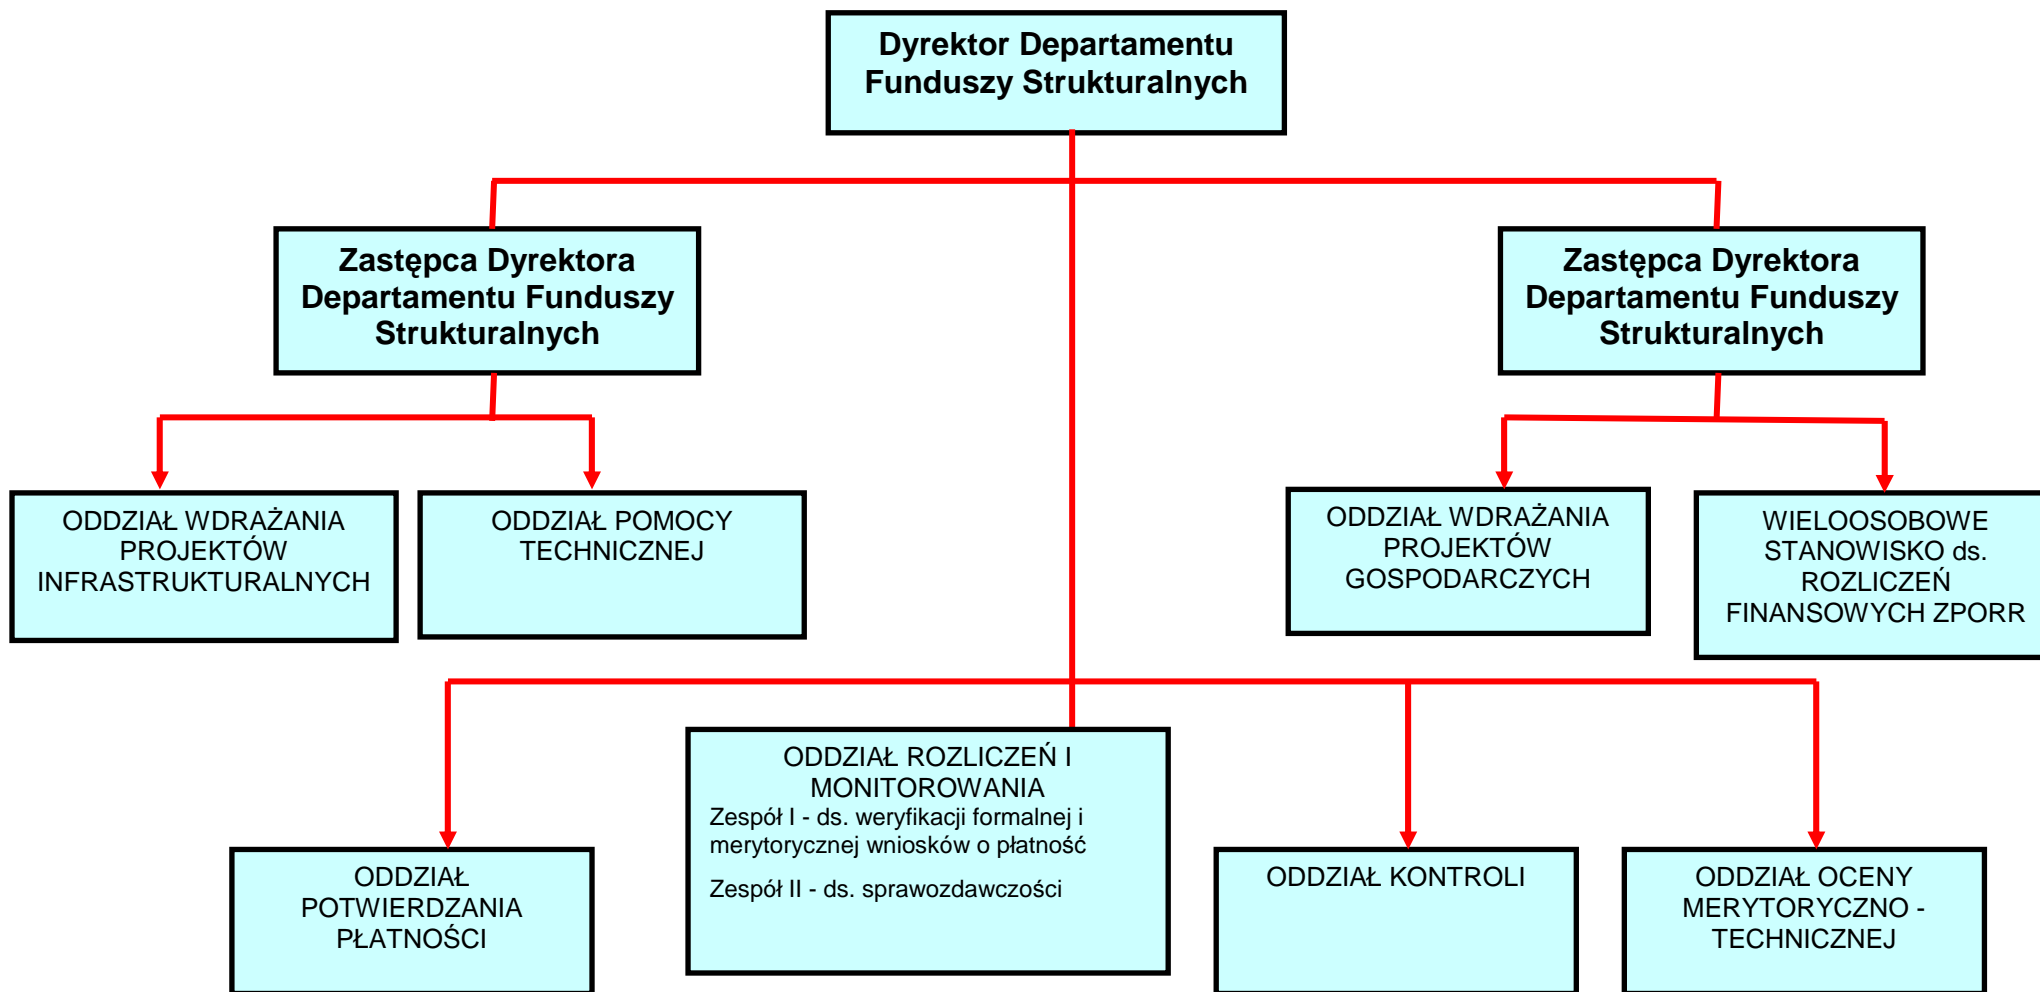 Dyrektor Departamentu
Funduszy Strukturalnych
Zastępca Dyrektora
Departamentu Funduszy
Strukturalnych
Zastępca Dyrektora
Departamentu Funduszy
Strukturalnych
ODDZIAŁ WDRAŻANIA
PROJEKTÓW
INFRASTRUKTURALNYCH
ODDZIAŁ POMOCY
TECHNICZNEJ
ODDZIAŁ WDRAŻANIA
PROJEKTÓW
GOSPODARCZYCH
WIELOOSOBOWE
STANOWISKO ds.
ROZLICZEŃ
FINANSOWYCH ZPORR
ODDZIAŁ
POTWIERDZANIA
PŁATNOŚCI
ODDZIAŁ ROZLICZEŃ I
MONITOROWANIA
Zespół I - ds. weryfikacji formalnej i
merytorycznej wniosków o płatność
Zespół II - ds. sprawozdawczości
ODDZIAŁ KONTROLI
ODDZIAŁ OCENY
MERYTORYCZNO -
TECHNICZNEJ